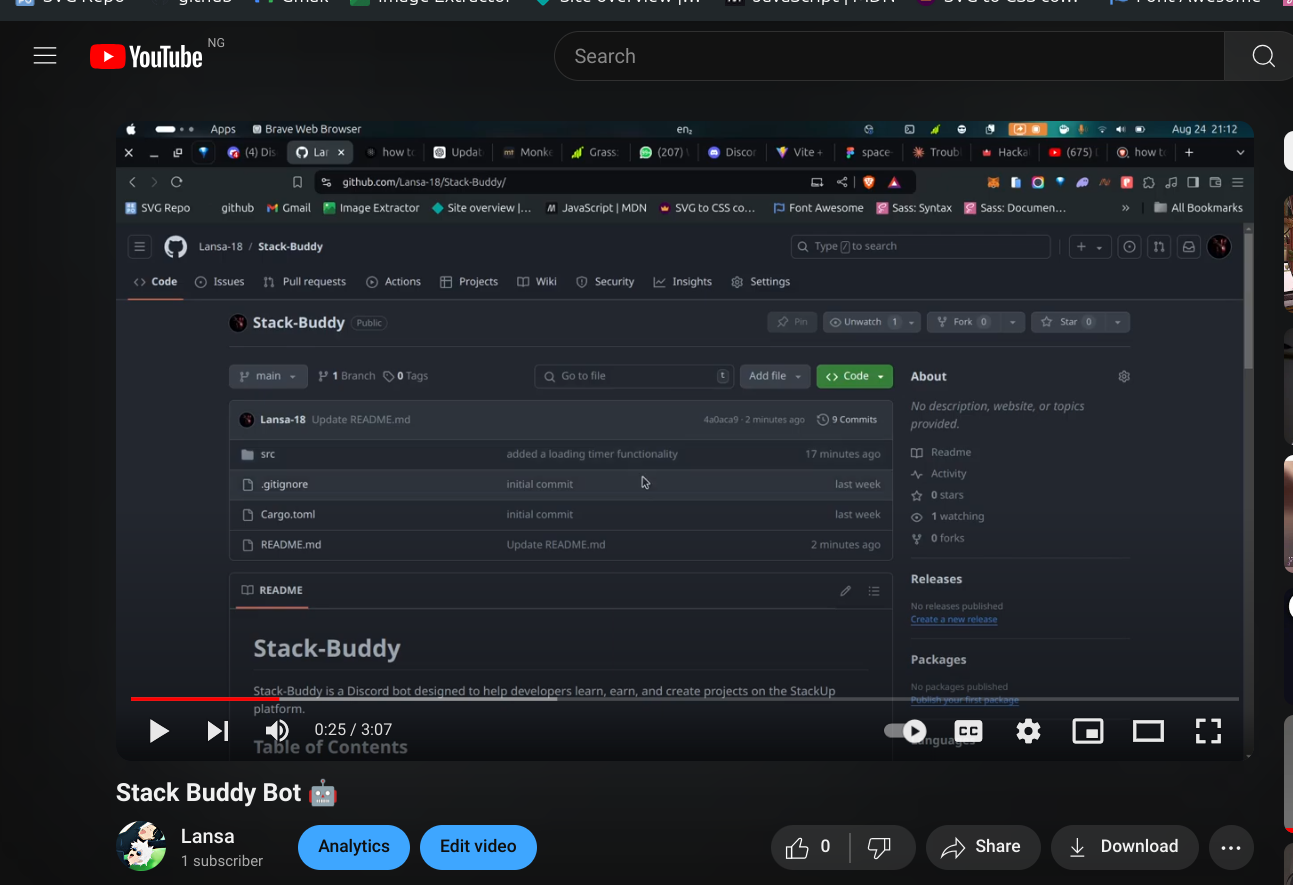 SVG Repo github Gmail Image Extractor Site overview |... JavaScript | MDN SVG to CSS co... Font Awesome
YouTube NG
Search
Apps Brave Web Browser en₂ Aug 24 21:12
(4) Dis Lar how to Updat Monke Grass (207) Disco Vite + space- Troubl Hacka (675) how to
github.com/Lansa-18/Stack-Buddy/
SVG Repo github Gmail Image Extractor Site overview |... JavaScript | MDN SVG to CSS co... Font Awesome Sass: Syntax Sass: Documen... » All Bookmarks
Lansa-18 / Stack-Buddy Type / to search
Code Issues Pull requests Actions Projects Wiki Security Insights Settings
Stack-Buddy Public Pin Unwatch 1 Fork 0 Star 0
main 1 Branch 0 Tags Go to file t Add file Code About
No description, website, or topics
provided.
Lansa-18 Update README.md 4a0aca9 · 2 minutes ago 9 Commits
src added a loading timer functionality 17 minutes ago
.gitignore initial commit last week
Cargo.toml initial commit last week
README.md Update README.md 2 minutes ago
Readme
Activity
0 stars
1 watching
0 forks
README
Releases
No releases published
Create a new release
Stack-Buddy
Stack-Buddy is a Discord bot designed to help developers learn, earn, and create projects on the StackUp
platform.
Table of Contents
Packages
No packages published
Publish your first package
Languages
0:25 / 3:07 CC
Stack Buddy Bot
Lansa
1 subscriber
Analytics Edit video 0 Share Download